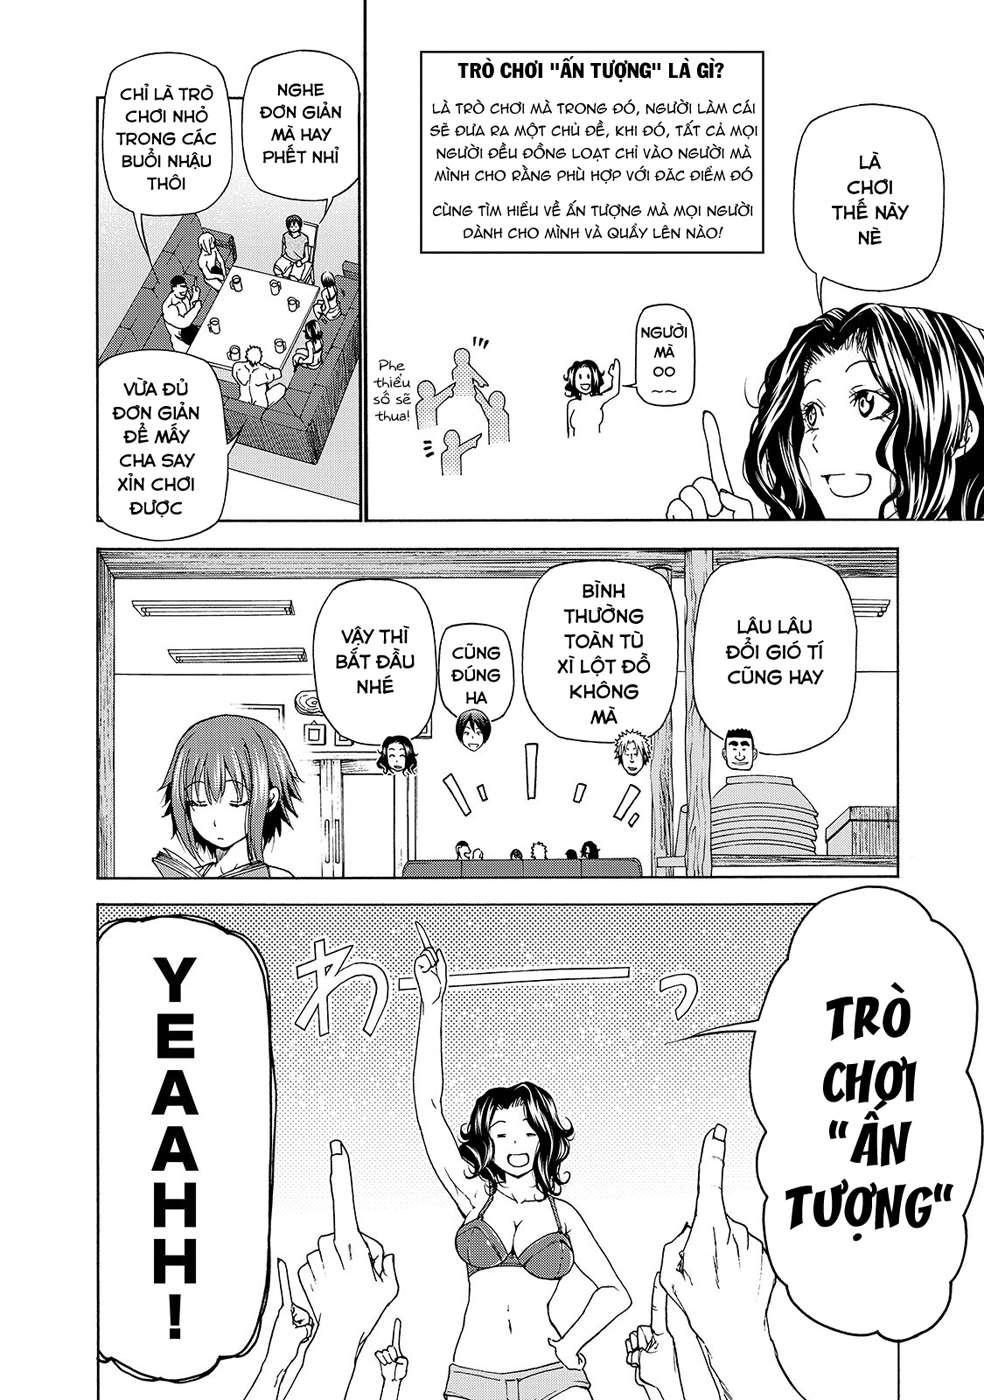 LÀ
CHƠI
THẾ NÀY
NÈ
TRÒ CHƠI "ẤN TƯỢNG" LÀ GÌ?
LÀ TRÒ CHƠI MÀ TRONG ĐÓ, NGƯỜI LÀM CÁI
SẼ ĐƯA RA MỘT CHỦ ĐỀ, KHI ĐÓ, TẤT CẢ MỌI
NGƯỜI ĐỀU ĐỒNG LOẠT CHỈ VÀO NGƯỜI MÀ
MÌNH CHO RẰNG PHÙ HỢP VỚI ĐẶC ĐIỂM ĐÓ
CÙNG TÌM HIỂU VỀ ẤN TƯỢNG MÀ MỌI NGƯỜI
DÀNH CHO MÌNH VÀ QUẨY LÊN NÀO!
NGƯỜI
MÀ
OO
~~
Phe
thiểu
số sẽ
thua!
NGHE
ĐƠN GIẢN
MÀ HAY
PHẾT NHỈ
CHỈ LÀ TRÒ
CHƠI NHỎ
TRONG CÁC
BUỔI NHẬU
THÔI
VỪA ĐỦ
ĐƠN GIẢN
ĐỂ MẤY
CHA SAY
XỈN CHƠI
ĐƯỢC
LÂU LÂU
ĐỔI GIÓ TÍ
CŨNG HAY
BÌNH
THƯỜNG
TOÀN TÙ
XÌ LỘT ĐỒ
KHÔNG
MÀ
CŨNG
ĐÚNG
HA
VẬY THÌ
BẮT ĐẦU
NHÉ
TRÒ
CHƠI
"ẤN
TƯỢNG"
わーっ
YEAAHH!